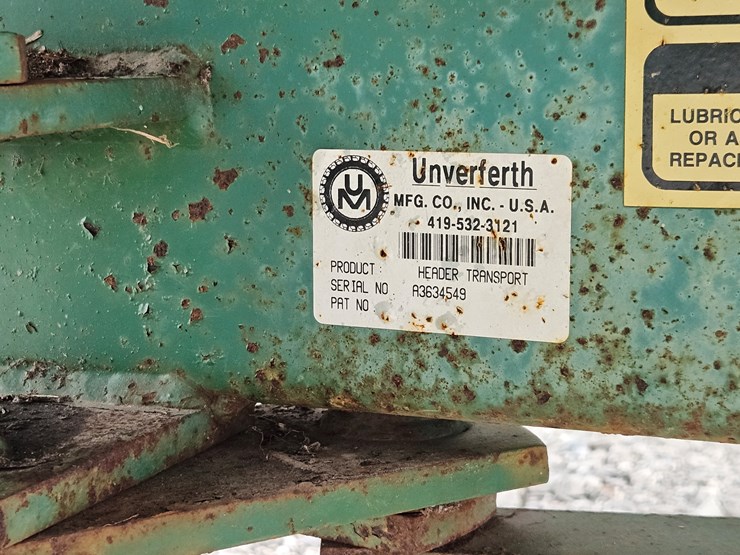 UM
Unverferth
MFG. CO., INC. - U.S.A.
419-532-3121
PRODUCT: HEADER TRANSPORT
SERIAL NO A3634549
PAT NO
LUBRIC
OR A
REPAC